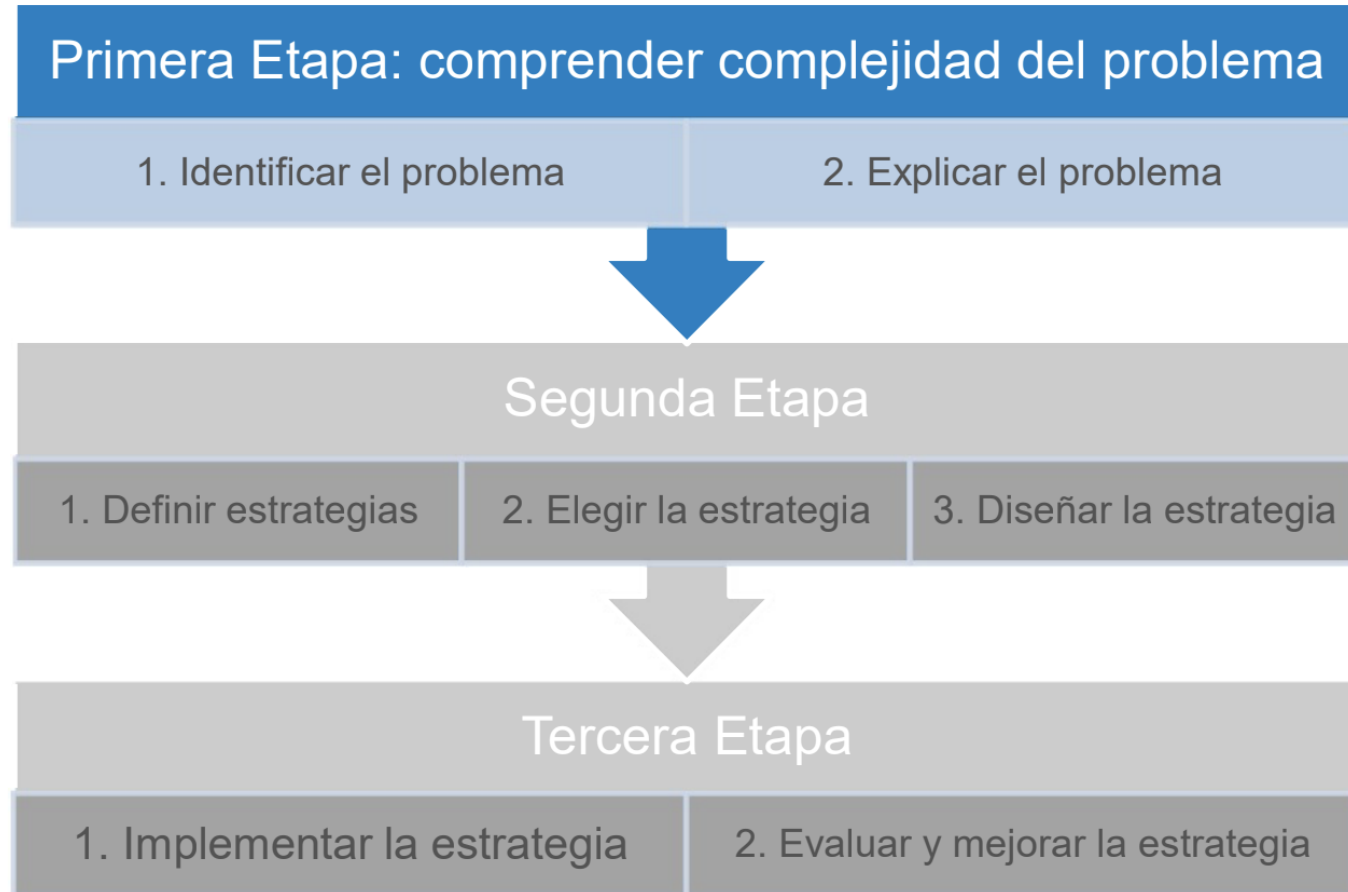 Primera Etapa: comprender complejidad del problema
1. Identificar el problema
2. Explicar el problema
Segunda Etapa
1. Definir estrategias
2. Elegir la estrategia
3. Diseñar la estrategia
Tercera Etapa
1. Implementar la estrategia
2. Evaluar y mejorar la estrategia